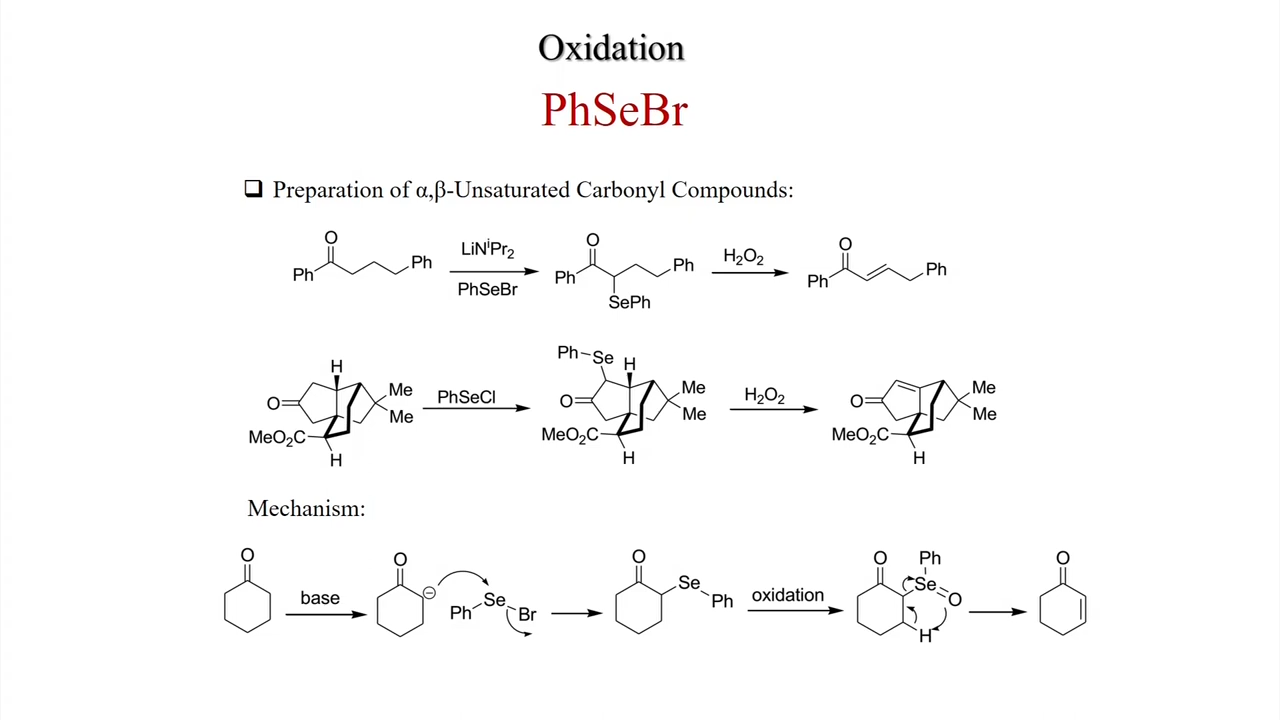 Oxidation
PhSeBr
❑ Preparation of α,β-Unsaturated Carbonyl Compounds:
O
Ph
Ph
LiNⁱPr₂
PhSeBr
O
Ph
Ph
SePh
H₂O₂
O
Ph
Ph
H
O
Me
Me
MeO₂C
H
PhSeCl
Ph
Se
H
O
Me
Me
MeO₂C
H
H₂O₂
O
Me
Me
MeO₂C
H
Mechanism:
O
base
O
⊖
Ph
Se
Br
O
Se
Ph
oxidation
O
Ph
Se
O
H
O